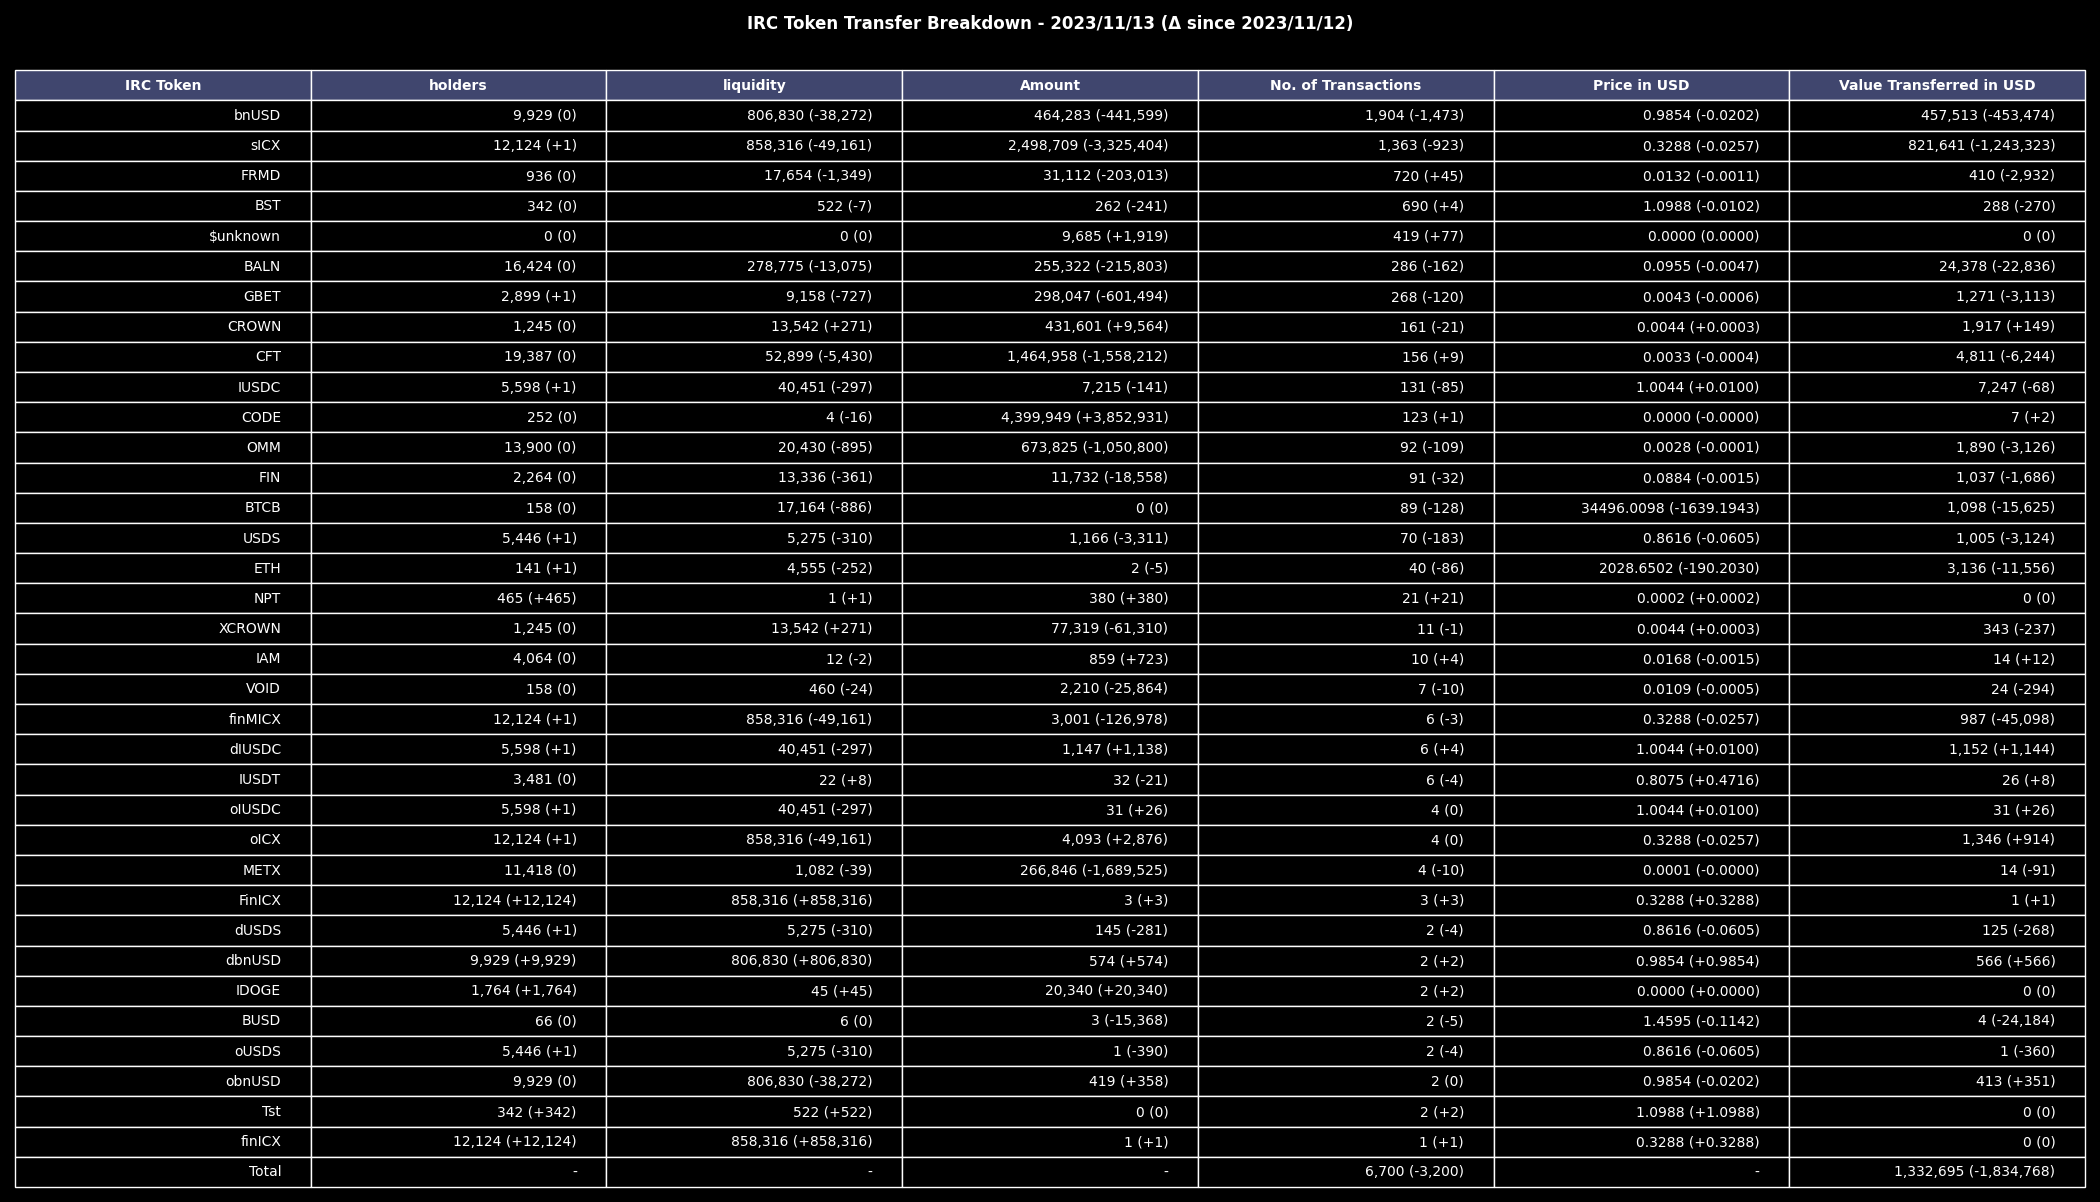 IRC Token Transfer Breakdown - 2023/11/13 (Δ since 2023/11/12)
IRC Token holders liquidity Amount No. of Transactions Price in USD Value Transferred in USD
bnUSD 9,929 (0) 806,830 (-38,272) 464,283 (-441,599) 1,904 (-1,473) 0.9854 (-0.0202) 457,513 (-453,474)
sICX 12,124 (+1) 858,316 (-49,161) 2,498,709 (-3,325,404) 1,363 (-923) 0.3288 (-0.0257) 821,641 (-1,243,323)
FRMD 936 (0) 17,654 (-1,349) 31,112 (-203,013) 720 (+45) 0.0132 (-0.0011) 410 (-2,932)
BST 342 (0) 522 (-7) 262 (-241) 690 (+4) 1.0988 (-0.0102) 288 (-270)
$unknown 0 (0) 0 (0) 9,685 (+1,919) 419 (+77) 0.0000 (0.0000) 0 (0)
BALN 16,424 (0) 278,775 (-13,075) 255,322 (-215,803) 286 (-162) 0.0955 (-0.0047) 24,378 (-22,836)
GBET 2,899 (+1) 9,158 (-727) 298,047 (-601,494) 268 (-120) 0.0043 (-0.0006) 1,271 (-3,113)
CROWN 1,245 (0) 13,542 (+271) 431,601 (+9,564) 161 (-21) 0.0044 (+0.0003) 1,917 (+149)
CFT 19,387 (0) 52,899 (-5,430) 1,464,958 (-1,558,212) 156 (+9) 0.0033 (-0.0004) 4,811 (-6,244)
IUSDC 5,598 (+1) 40,451 (-297) 7,215 (-141) 131 (-85) 1.0044 (+0.0100) 7,247 (-68)
CODE 252 (0) 4 (-16) 4,399,949 (+3,852,931) 123 (+1) 0.0000 (-0.0000) 7 (+2)
OMM 13,900 (0) 20,430 (-895) 673,825 (-1,050,800) 92 (-109) 0.0028 (-0.0001) 1,890 (-3,126)
FIN 2,264 (0) 13,336 (-361) 11,732 (-18,558) 91 (-32) 0.0884 (-0.0015) 1,037 (-1,686)
BTCB 158 (0) 17,164 (-886) 0 (0) 89 (-128) 34496.0098 (-1639.1943) 1,098 (-15,625)
USDS 5,446 (+1) 5,275 (-310) 1,166 (-3,311) 70 (-183) 0.8616 (-0.0605) 1,005 (-3,124)
ETH 141 (+1) 4,555 (-252) 2 (-5) 40 (-86) 2028.6502 (-190.2030) 3,136 (-11,556)
NPT 465 (+465) 1 (+1) 380 (+380) 21 (+21) 0.0002 (+0.0002) 0 (0)
XCROWN 1,245 (0) 13,542 (+271) 77,319 (-61,310) 11 (-1) 0.0044 (+0.0003) 343 (-237)
IAM 4,064 (0) 12 (-2) 859 (+723) 10 (+4) 0.0168 (-0.0015) 14 (+12)
VOID 158 (0) 460 (-24) 2,210 (-25,864) 7 (-10) 0.0109 (-0.0005) 24 (-294)
finMICX 12,124 (+1) 858,316 (-49,161) 3,001 (-126,978) 6 (-3) 0.3288 (-0.0257) 987 (-45,098)
dIUSDC 5,598 (+1) 40,451 (-297) 1,147 (+1,138) 6 (+4) 1.0044 (+0.0100) 1,152 (+1,144)
IUSDT 3,481 (0) 22 (+8) 32 (-21) 6 (-4) 0.8075 (+0.4716) 26 (+8)
oIUSDC 5,598 (+1) 40,451 (-297) 31 (+26) 4 (0) 1.0044 (+0.0100) 31 (+26)
oICX 12,124 (+1) 858,316 (-49,161) 4,093 (+2,876) 4 (0) 0.3288 (-0.0257) 1,346 (+914)
METX 11,418 (0) 1,082 (-39) 266,846 (-1,689,525) 4 (-10) 0.0001 (-0.0000) 14 (-91)
FinICX 12,124 (+12,124) 858,316 (+858,316) 3 (+3) 3 (+3) 0.3288 (+0.3288) 1 (+1)
dUSDS 5,446 (+1) 5,275 (-310) 145 (-281) 2 (-4) 0.8616 (-0.0605) 125 (-268)
dbnUSD 9,929 (+9,929) 806,830 (+806,830) 574 (+574) 2 (+2) 0.9854 (+0.9854) 566 (+566)
IDOGE 1,764 (+1,764) 45 (+45) 20,340 (+20,340) 2 (+2) 0.0000 (+0.0000) 0 (0)
BUSD 66 (0) 6 (0) 3 (-15,368) 2 (-5) 1.4595 (-0.1142) 4 (-24,184)
oUSDS 5,446 (+1) 5,275 (-310) 1 (-390) 2 (-4) 0.8616 (-0.0605) 1 (-360)
obnUSD 9,929 (0) 806,830 (-38,272) 419 (+358) 2 (0) 0.9854 (-0.0202) 413 (+351)
Tst 342 (+342) 522 (+522) 0 (0) 2 (+2) 1.0988 (+1.0988) 0 (0)
finICX 12,124 (+12,124) 858,316 (+858,316) 1 (+1) 1 (+1) 0.3288 (+0.3288) 0 (0)
Total - - - 6,700 (-3,200) - 1,332,695 (-1,834,768)